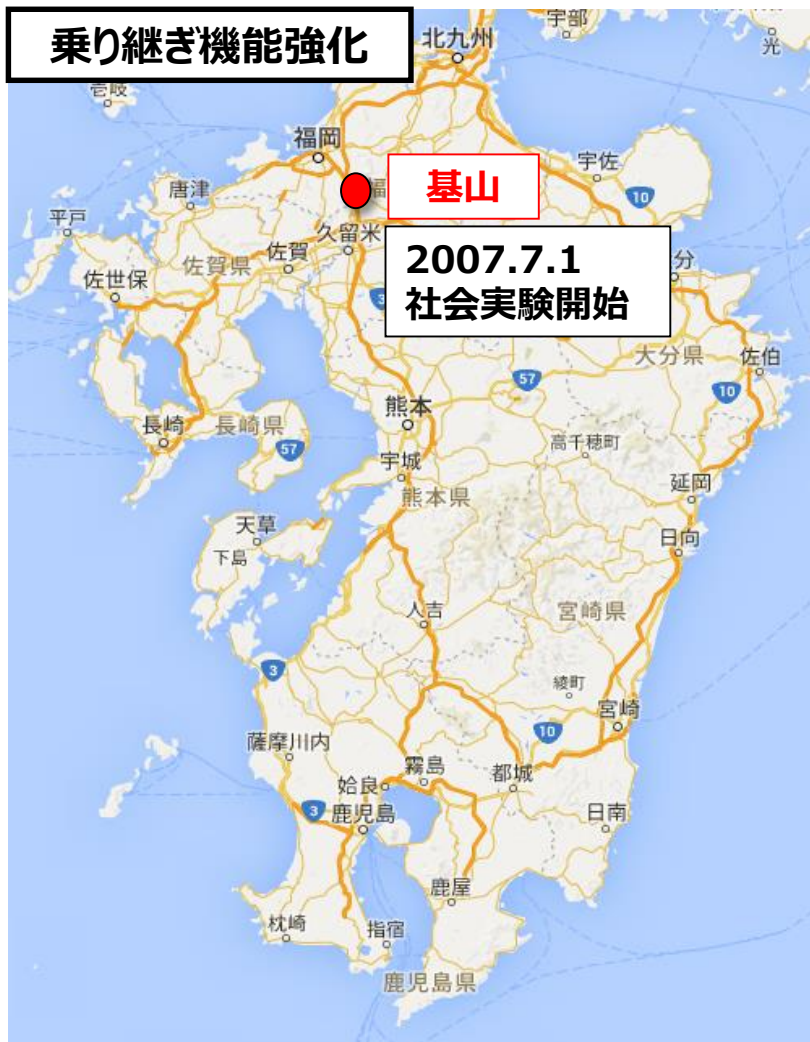 乗り継ぎ機能強化
北九州
宇部
光
壱岐
福岡
基山
宇佐
10
唐津
平戸
久留米
佐賀
佐賀県
佐世保
2007.7.1
社会実験開始
分
3
大分県
佐伯
57
10
熊本
長崎
長崎県
57
高千穂町
宇城
熊本県
延岡
天草
下島
日向
人吉
宮崎県
3
綾町
宮崎
10
薩摩川内
霧島
都城
姶良
3
鹿児島
日南
鹿屋
枕崎
指宿
鹿児島県